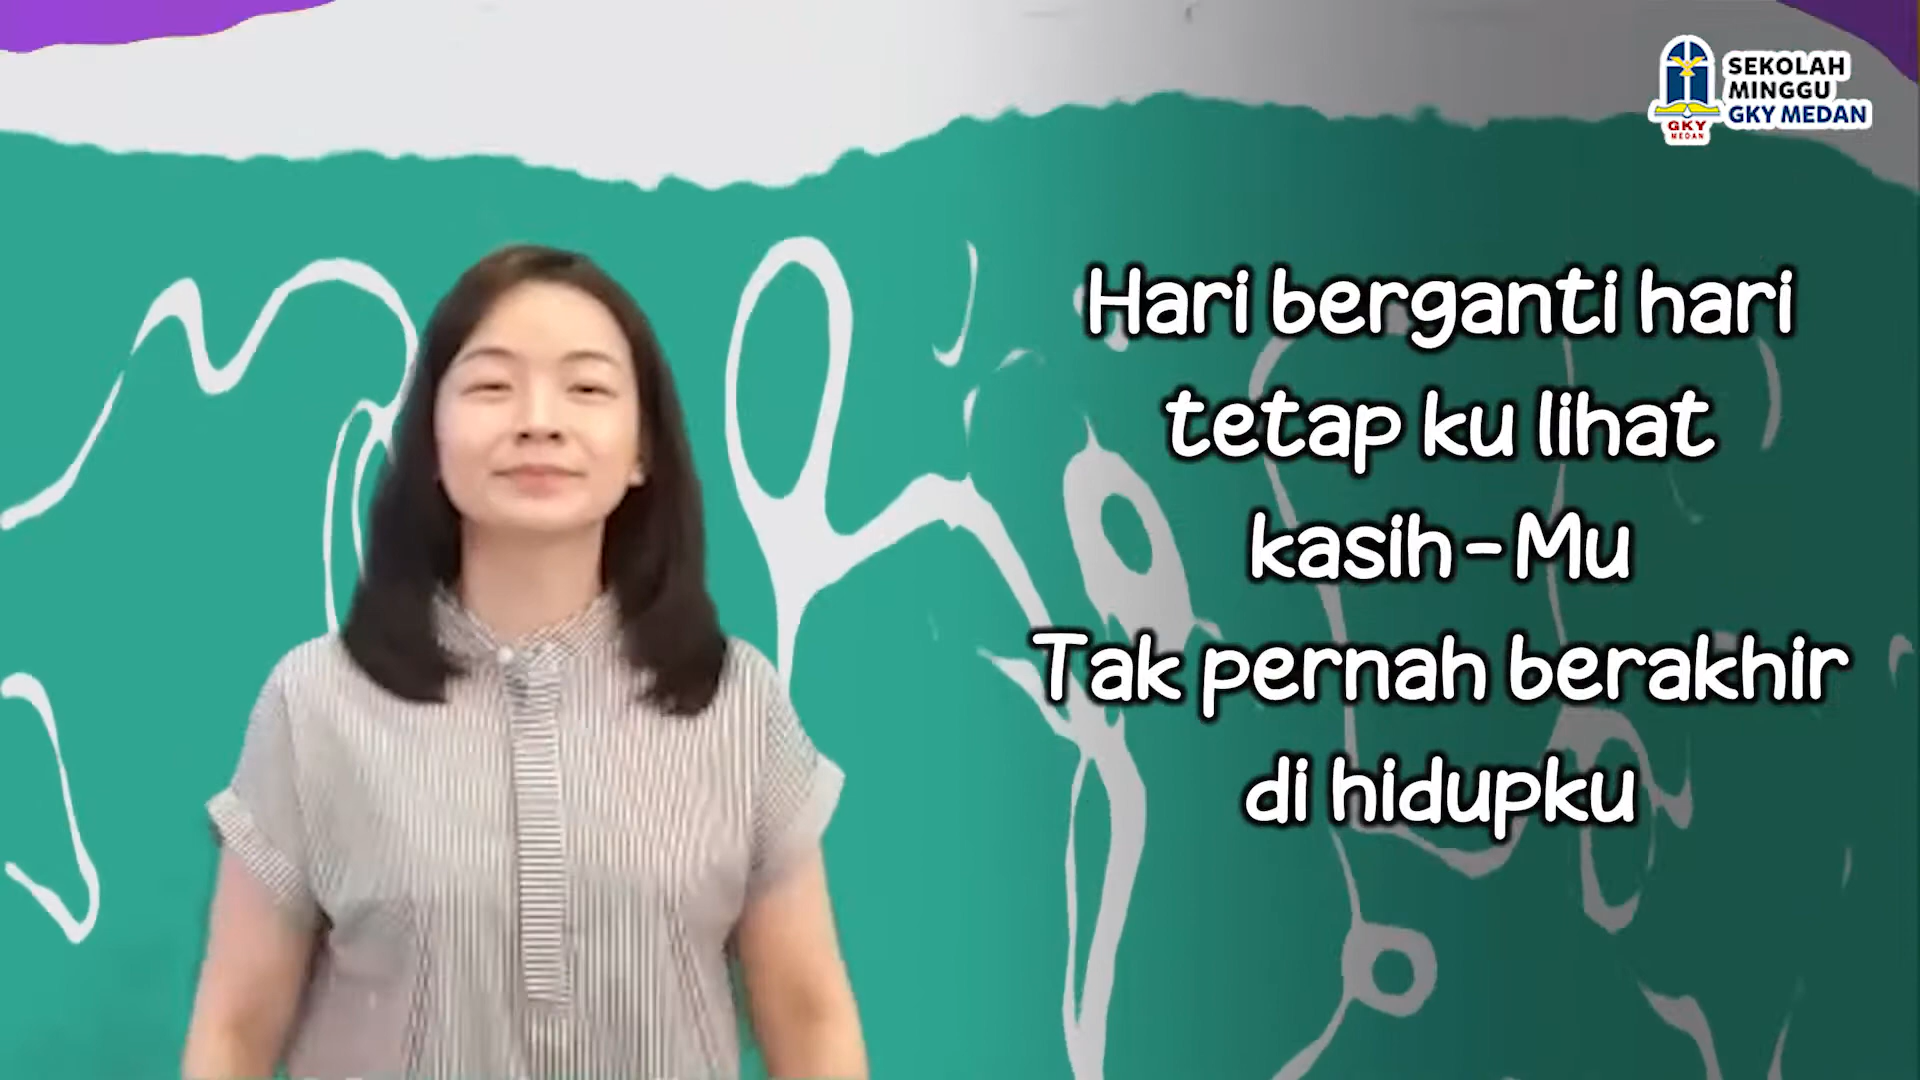 SEKOLAH
MINGGU
GKY MEDAN
GKY
MEDAN
Hari berganti hari
tetap ku lihat
kasih-Mu
Tak pernah berakhir
di hidupku